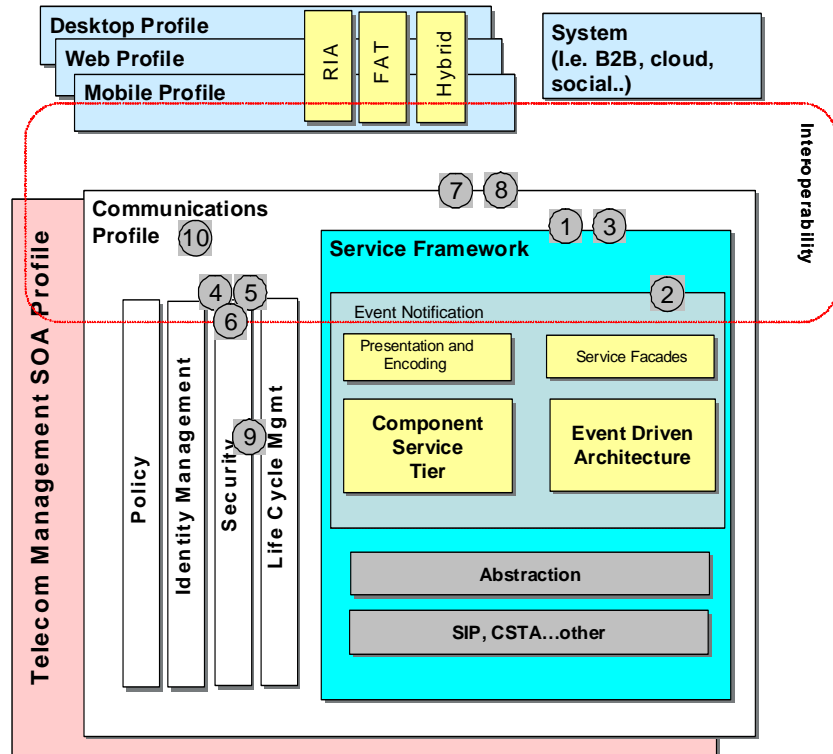 Desktop Profile
Web Profile
Mobile Profile
RIA
FAT
Hybrid
System
(I.e. B2B, cloud,
social..)
Interoperability
Telecom Management SOA Profile
Communications
Profile
10
7
8
1
3
Service Framework
4
5
6
2
9
Policy
Identity Management
Security
Life Cycle Mgmt
Event Notification
Presentation and
Encoding
Service Facades
Component
Service
Tier
Event Driven
Architecture
Abstraction
SIP, CSTA...other